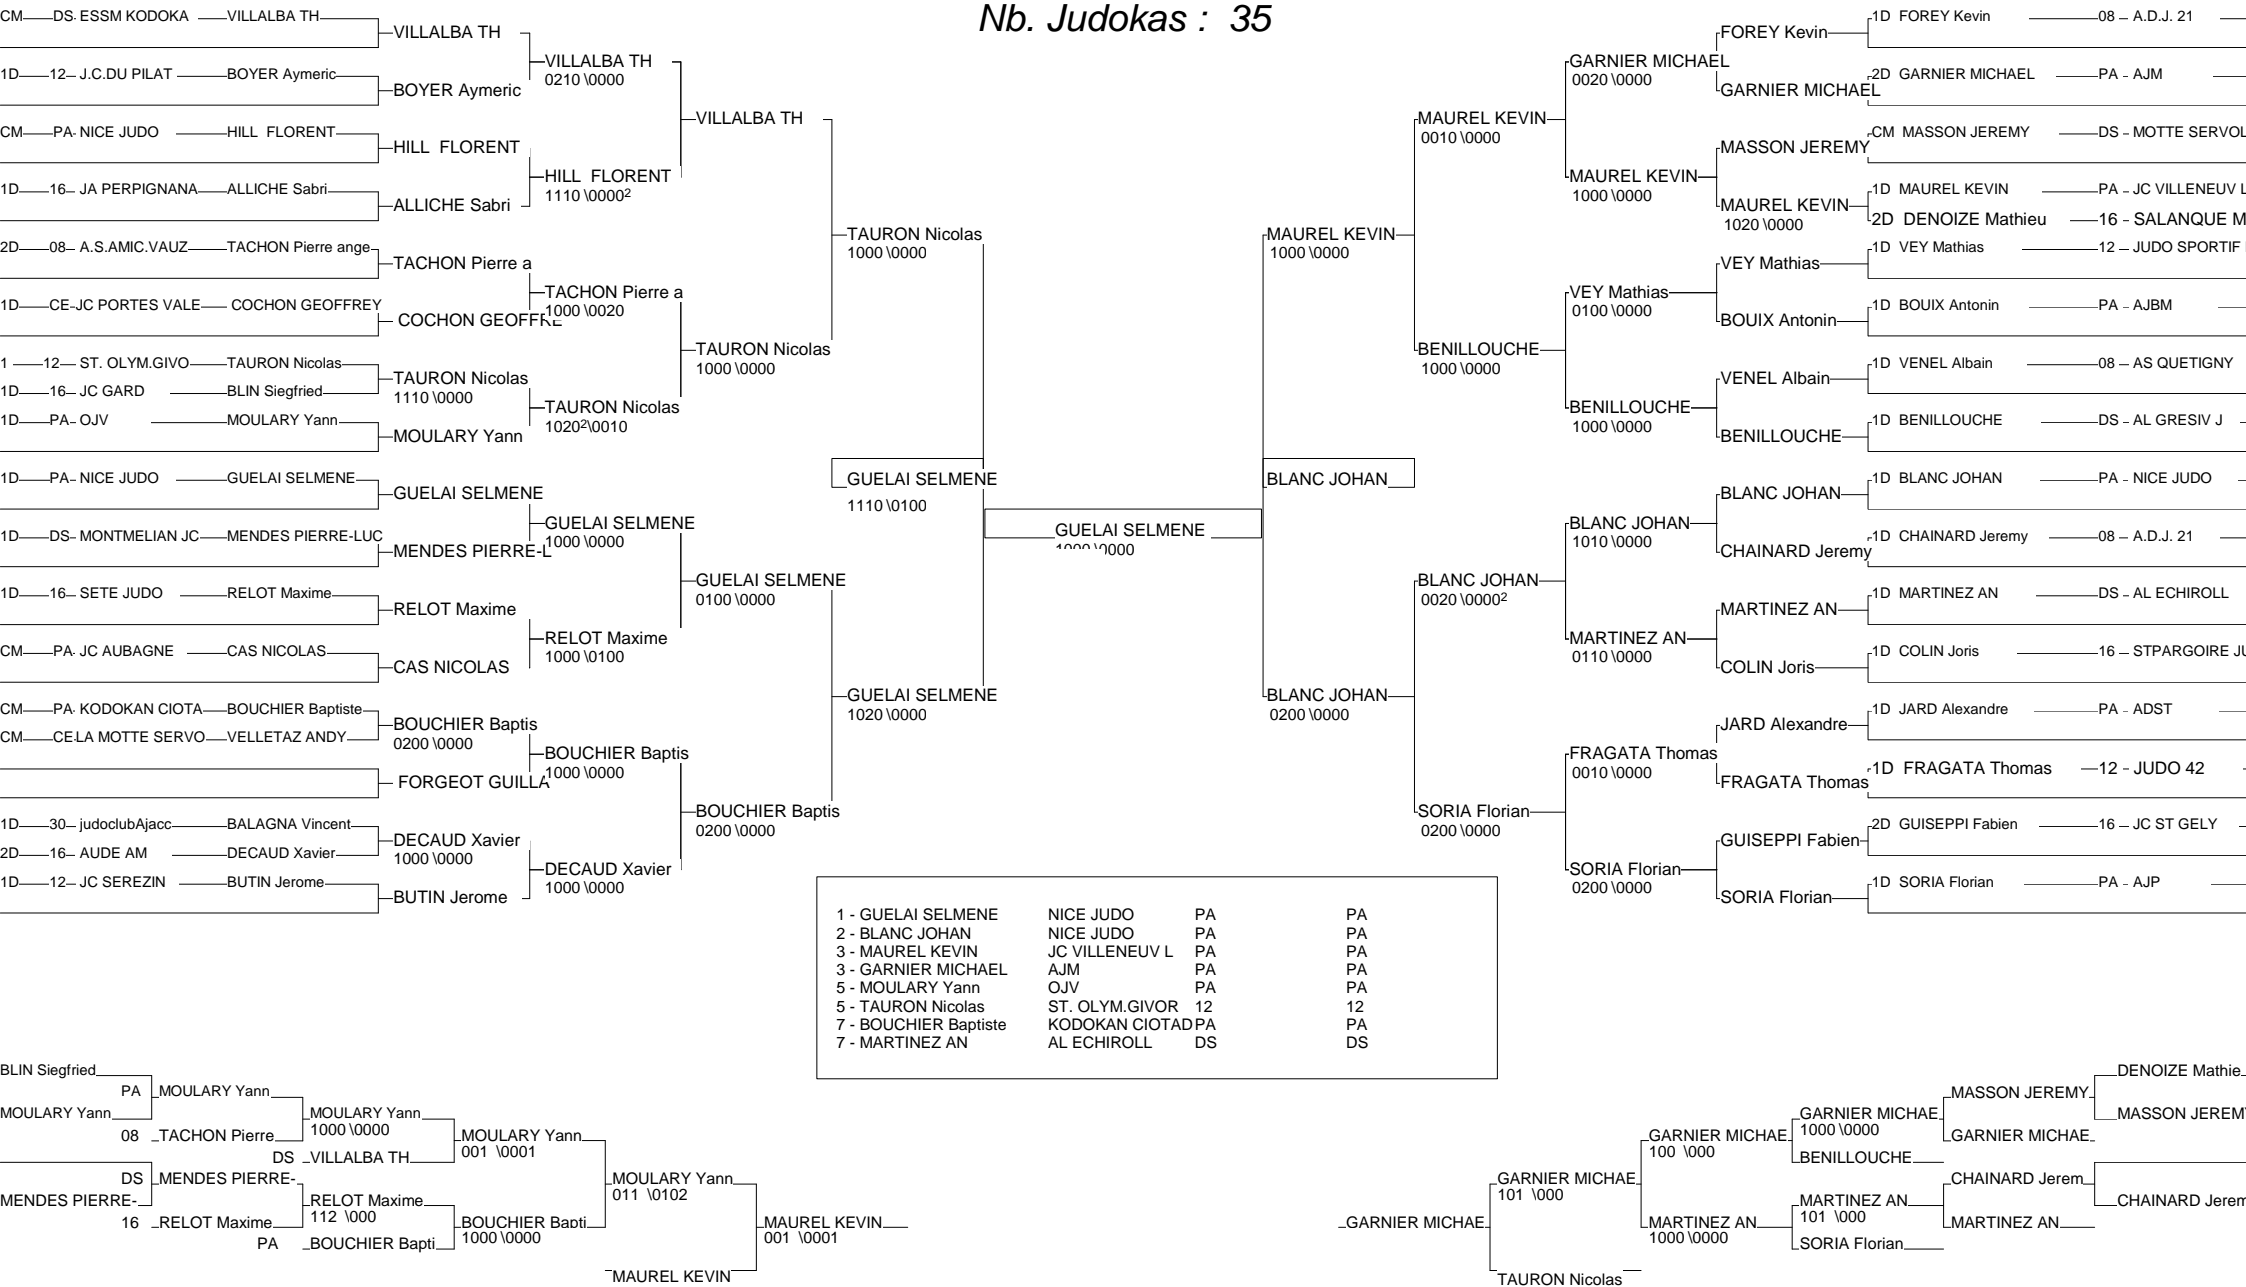 Nb. Judokas : 35
CM DS ESSM KODOKA VILLALBA TH
1D 12 J.C.DU PILAT BOYER Aymeric
CM PA NICE JUDO HILL FLORENT
1D 16 JA PERPIGNANA ALLICHE Sabri
2D 08 A.S.AMIC.VAUZ TACHON Pierre ange
1D CE JC PORTES VALE COCHON GEOFFREY
1 12 ST. OLYM.GIVO TAURON Nicolas
1D 16 JC GARD BLIN Siegfried
1D PA OJV MOULARY Yann
1D PA NICE JUDO GUELAI SELMENE
1D DS MONTMELIAN JC MENDES PIERRE-LUC
1D 16 SETE JUDO RELOT Maxime
CM PA JC AUBAGNE CAS NICOLAS
CM PA KODOKAN CIOTA BOUCHIER Baptiste
CM CE LA MOTTE SERVO VELLETAZ ANDY
1D 30 judoclubAjacc BALAGNA Vincent
2D 16 AUDE AM DECAUD Xavier
1D 12 JC SEREZIN BUTIN Jerome
VILLALBA TH
BOYER Aymeric
HILL FLORENT
ALLICHE Sabri
TACHON Pierre a
COCHON GEOFFRE
TAURON Nicolas
1110 \0000
MOULARY Yann
GUELAI SELMENE
MENDES PIERRE-L
RELOT Maxime
CAS NICOLAS
BOUCHIER Baptis
0200 \0000
FORGEOT GUILLA
DECAUD Xavier
1000 \0000
BUTIN Jerome
VILLALBA TH
0210 \0000
HILL FLORENT
1110 \0000²
TACHON Pierre a
1000 \0020
TAURON Nicolas
1020²\0010
GUELAI SELMENE
1000 \0000
RELOT Maxime
1000 \0100
BOUCHIER Baptis
1000 \0000
DECAUD Xavier
1000 \0000
VILLALBA TH
TAURON Nicolas
1000 \0000
GUELAI SELMENE
0100 \0000
BOUCHIER Baptis
0200 \0000
TAURON Nicolas
1000 \0000
GUELAI SELMENE
1110 \0100
GUELAI SELMENE
1020 \0000
GUELAI SELMENE
1000 \0000
MAUREL KEVIN
1000 \0000
BLANC JOHAN
BLANC JOHAN
0200 \0000
MAUREL KEVIN
0010 \0000
BENILLOUCHE
1000 \0000
BLANC JOHAN
0020 \0000²
SORIA Florian
0200 \0000
GARNIER MICHAEL
0020 \0000
MAUREL KEVIN
1000 \0000
VEY Mathias
0100 \0000
BENILLOUCHE
1000 \0000
BLANC JOHAN
1010 \0000
MARTINEZ AN
0110 \0000
FRAGATA Thomas
0010 \0000
SORIA Florian
0200 \0000
FOREY Kevin
GARNIER MICHAEL
MASSON JEREMY
MAUREL KEVIN
1020 \0000
VEY Mathias
BOUIX Antonin
VENEL Albain
BENILLOUCHE
BLANC JOHAN
CHAINARD Jeremy
MARTINEZ AN
COLIN Joris
JARD Alexandre
FRAGATA Thomas
GUISEPPI Fabien
SORIA Florian
1D FOREY Kevin 08 – A.D.J. 21
2D GARNIER MICHAEL PA - AJM
CM MASSON JEREMY DS – MOTTE SERVOL
1D MAUREL KEVIN PA – JC VILLENEUV L
2D DENOIZE Mathieu 16 – SALANQUE M
1D VEY Mathias 12 – JUDO SPORTIF
1D BOUIX Antonin PA - AJBM
1D VENEL Albain 08 – AS QUETIGNY
1D BENILLOUCHE DS – AL GRESIV J
1D BLANC JOHAN PA - NICE JUDO
1D CHAINARD Jeremy 08 – A.D.J. 21
1D MARTINEZ AN DS – AL ECHIROLL
1D COLIN Joris 16 – STPARGOIRE JU
1D JARD Alexandre PA - ADST
1D FRAGATA Thomas 12 - JUDO 42
2D GUISEPPI Fabien 16 – JC ST GELY
1D SORIA Florian PA – AJP
1 - GUELAI SELMENE NICE JUDO PA PA
2 - BLANC JOHAN NICE JUDO PA PA
3 - MAUREL KEVIN JC VILLENEUV L PA PA
3 - GARNIER MICHAEL AJM PA PA
5 - MOULARY Yann OJV PA PA
5 - TAURON Nicolas ST. OLYM.GIVOR 12 12
7 - BOUCHIER Baptiste KODOKAN CIOTAD PA PA
7 - MARTINEZ AN AL ECHIROLL DS DS
BLIN Siegfried
MOULARY Yann
MENDES PIERRE-
PA MOULARY Yann
08 TACHON Pierre
DS VILLALBA TH
DS MENDES PIERRE-
16 RELOT Maxime
PA BOUCHIER Bapti
MOULARY Yann
1000 \0000
RELOT Maxime
112 \000
MOULARY Yann
001 \0001
BOUCHIER Bapti
1000 \0000
MOULARY Yann
011 \0102
MAUREL KEVIN
MAUREL KEVIN
001 \0001
GARNIER MICHAE
GARNIER MICHAE
101 \000
TAURON Nicolas
GARNIER MICHAE
100 \000
MARTINEZ AN
1000 \0000
GARNIER MICHAE
1000 \0000
BENILLOUCHE
MARTINEZ AN
101 \000
SORIA Florian
MASSON JEREMY
GARNIER MICHAE
CHAINARD Jerem
MARTINEZ AN
DENOIZE Mathie
MASSON JEREMY
CHAINARD Jerem